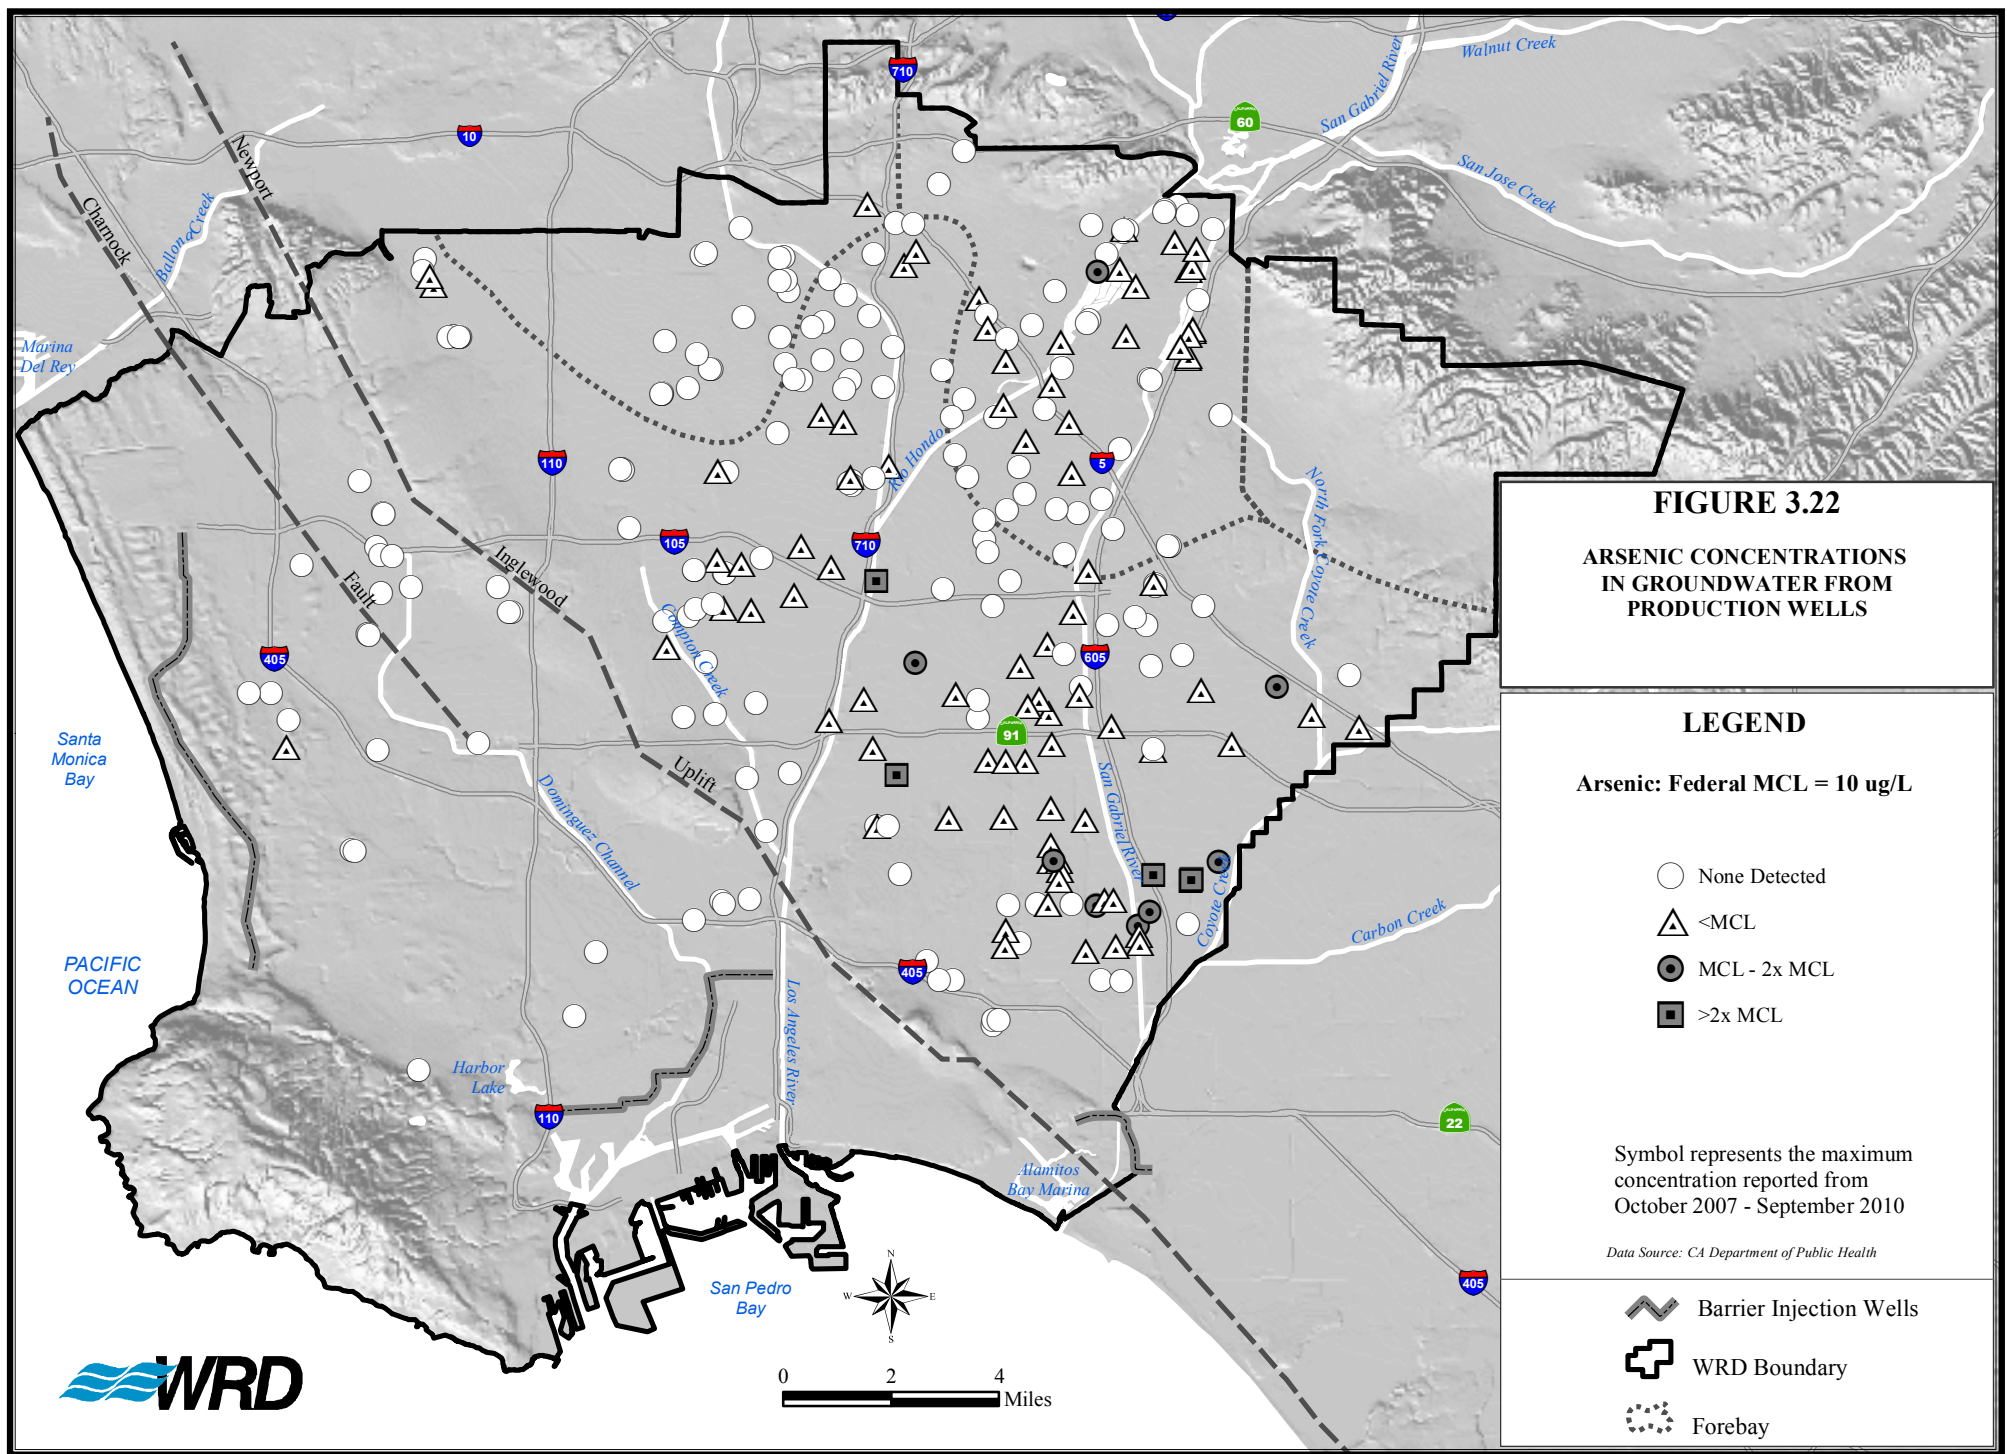 710
Walnut Creek
San Gabriel River
60
10
San Jose Creek
Newport
Ballona Creek
Charnock
Marina
Del Rey
110
5
Rio Hondo
North Fork Coyote Creek
FIGURE 3.22
ARSENIC CONCENTRATIONS
IN GROUNDWATER FROM
PRODUCTION WELLS
105
710
Inglewood
Fault
Compton Creek
405
605
LEGEND
Arsenic: Federal MCL = 10 ug/L
None Detected
<MCL
MCL - 2x MCL
>2x MCL
Symbol represents the maximum
concentration reported from
October 2007 - September 2010
Data Source: CA Department of Public Health
Barrier Injection Wells
WRD Boundary
Forebay
91
Santa
Monica
Bay
Uplift
San Gabriel River
Dominguez Channel
Coyote Creek
Carbon Creek
PACIFIC
OCEAN
405
Los Angeles River
Harbor
Lake
110
22
Alamitos
Bay Marina
405
San Pedro
Bay
N
W E
S
0 2 4
Miles
WRD